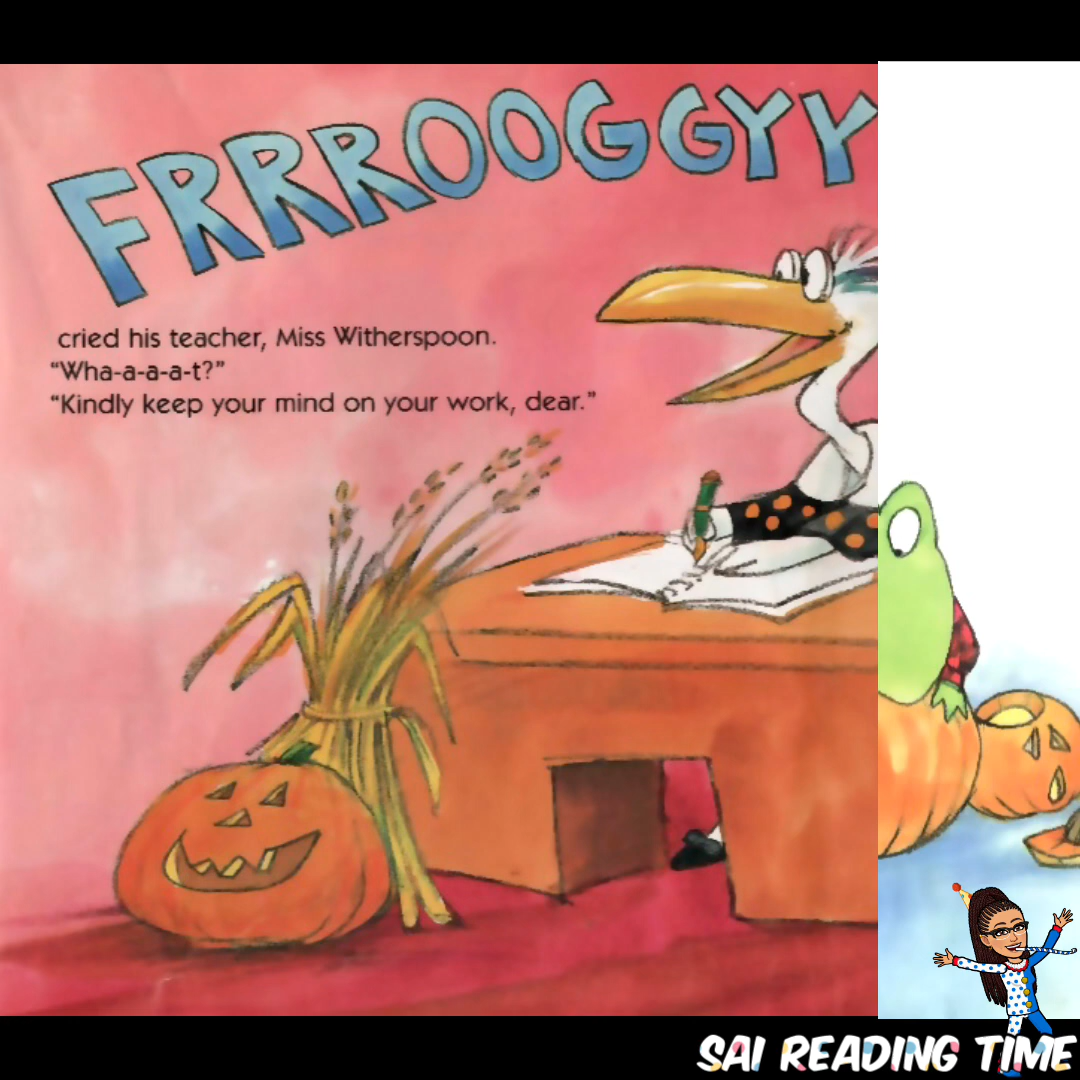 FRRROOGGYY
cried his teacher, Miss Witherspoon.
“Wha-a-a-a-t?”
“Kindly keep your mind on your work, dear.”
SAI READING TIME